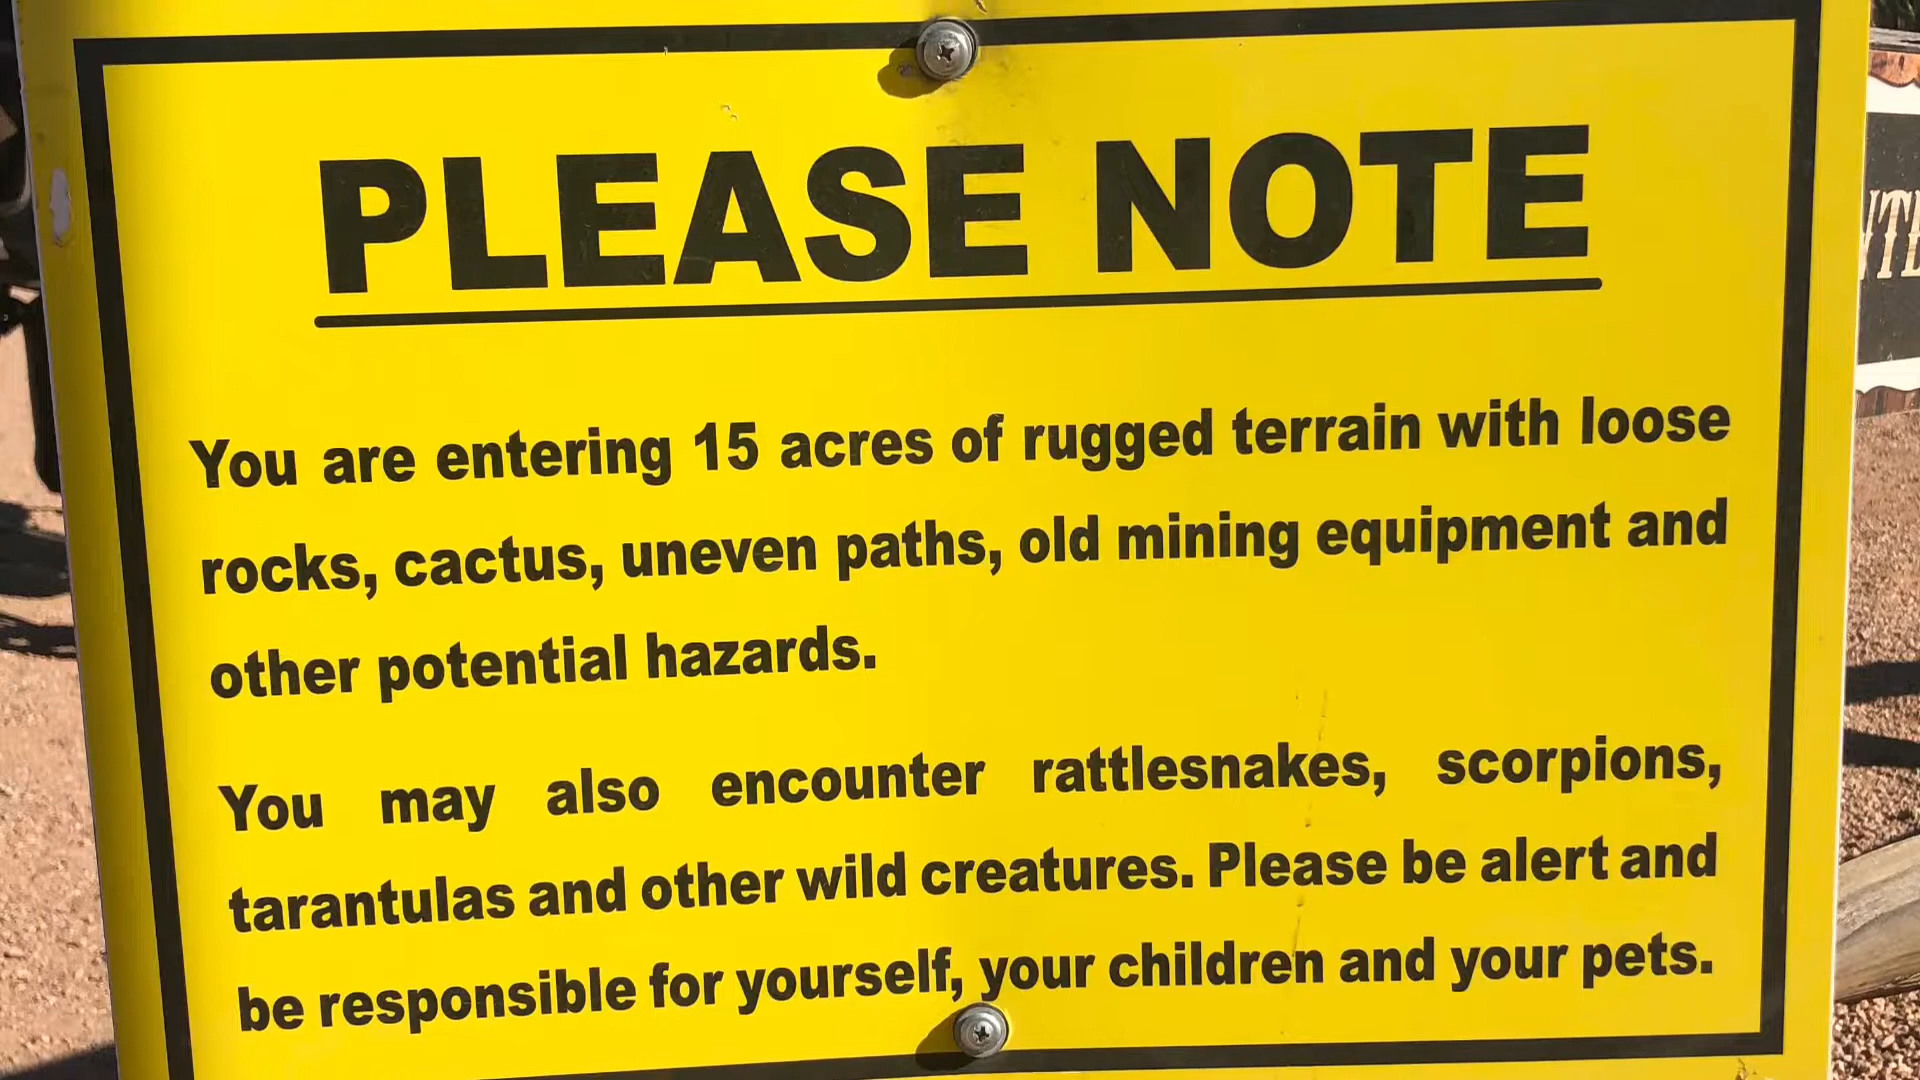 PLEASE NOTE
You are entering 15 acres of rugged terrain with loose
rocks, cactus, uneven paths, old mining equipment and
other potential hazards.
You may also encounter rattlesnakes, scorpions,
tarantulas and other wild creatures. Please be alert and
be responsible for yourself, your children and your pets.